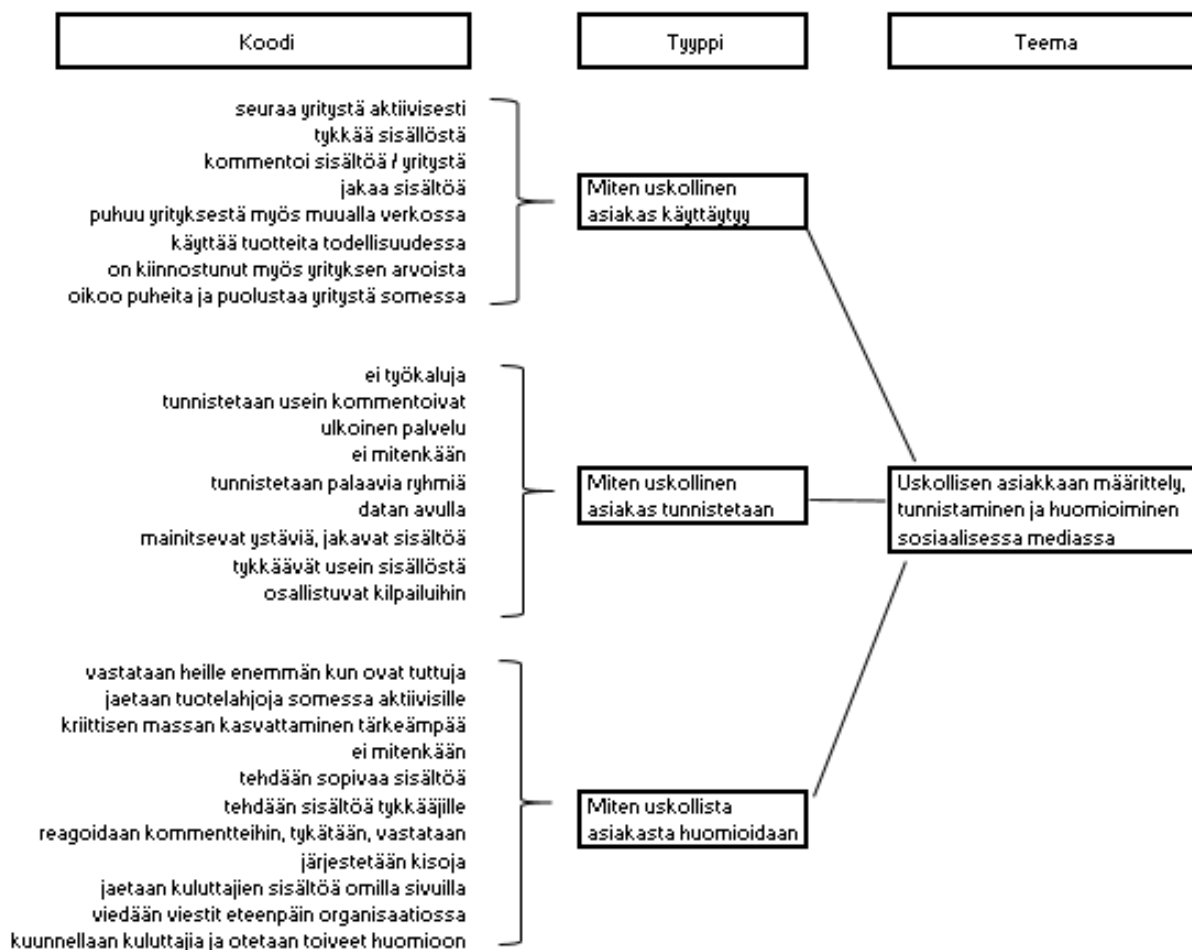 Koodi
Tyyppi
Teema
seuraa yritystä aktiivisesti
tykkää sisällöstä
kommentoi sisältöä / yritystä
jakaa sisältöä
puhuu yrityksestä myös muualla verkossa
käyttää tuotteita todellisuudessa
on kiinnostunut myös yrityksen arvoista
oikoo puheita ja puolustaa yritystä somessa
Miten uskollinen
asiakas käyttäytyy
ei työkaluja
tunnistetaan usein kommentoivat
ulkoinen palvelu
ei mitenkään
tunnistetaan palaavia ryhmiä
datan avulla
mainitsevat ystäviä, jakavat sisältöä
tykkäävät usein sisällöstä
osallistuvat kilpailuihin
Miten uskollinen
asiakas tunnistetaan
Uskollisen asiakkaan määrittely,
tunnistaminen ja huomioiminen
sosiaalisessa mediassa
vastataan heille enemmän kun ovat tuttuja
jaetaan tuotelahjoja somessa aktiivisille
kriittisen massan kasvattaminen tärkeämpää
ei mitenkään
tehdään sopivaa sisältöä
tehdään sisältöä tykkääjille
reagoidaan kommentteihin, tykätään, vastataan
järjestetään kisoja
jaetaan kuluttajien sisältöä omilla sivuilla
viedään viestit eteenpäin organisaatiossa
kuunnellaan kuluttajia ja otetaan toiveet huomioon
Miten uskollista
asiakasta huomioidaan